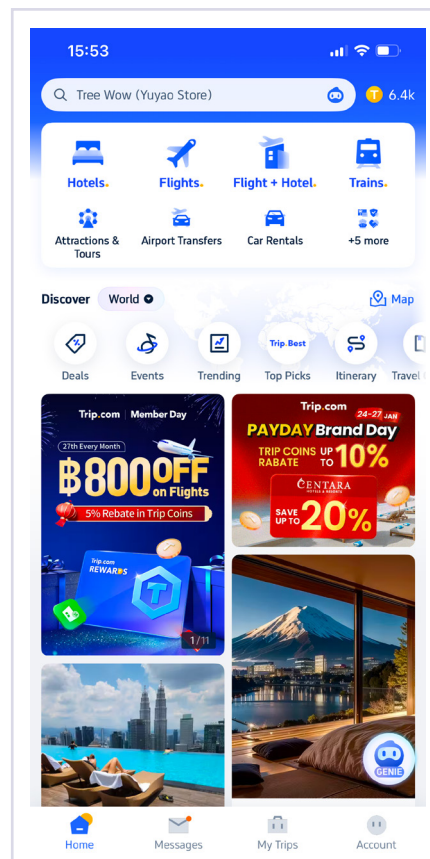 15:53
Tree Wow (Yuyao Store)
T 6.4k
Hotels.
Flights.
Flight + Hotel.
Trains.
Attractions &
Tours
Airport Transfers
Car Rentals
+5 more
Discover
World
Map
Trip.Best
Deals
Events
Trending
Top Picks
Itinerary
Travel
Trip.com | Member Day
27th Every Month
฿800 OFF
on Flights
5% Rebate in Trip Coins
Trip.com
REWARDS
1/11
Trip.com
24-27 JAN
PAYDAY Brand Day
TRIP COINS UP
RABATE TO 10%
CENTARA
HOTELS & RESORTS
SAVE
UP TO 20%
GENIE
Home
Messages
My Trips
Account